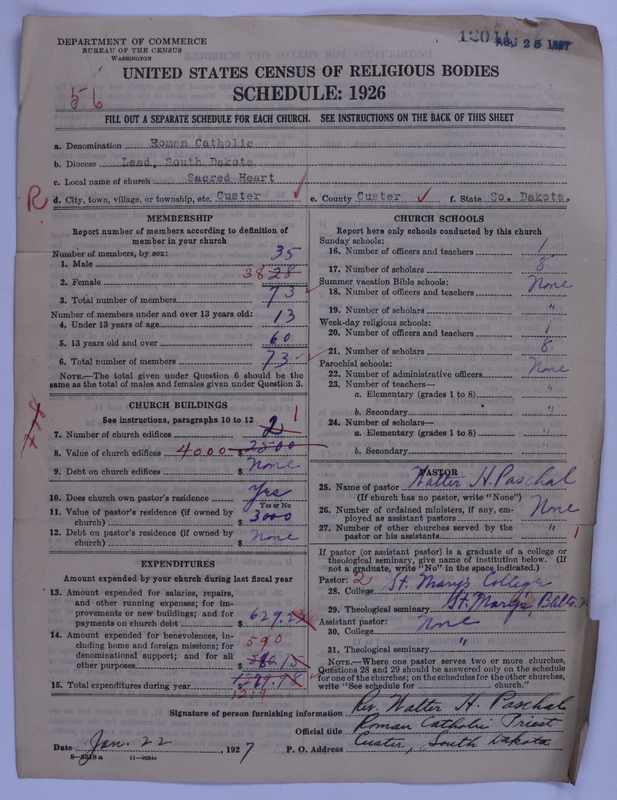 DEPARTMENT OF COMMERCE
BUREAU OF THE CENSUS
WASHINGTON
AUG 25 1927
UNITED STATES CENSUS OF RELIGIOUS BODIES
56
SCHEDULE: 1926
FILL OUT A SEPARATE SCHEDULE FOR EACH CHURCH. SEE INSTRUCTIONS ON THE BACK OF THIS SHEET
a. Denomination Roman Catholic
b. Diocese Lead, South Dakota
c. Local name of church Sacred Heart
R d. City, town, village, or township, etc. Custer e. County Custer f. State So. Dakota.
MEMBERSHIP
Report number of members according to definition of
member in your church
Number of members, by sex:
1. Male 35
2. Female 38 28
3. Total number of members 73
Number of members under and over 13 years old:
4. Under 13 years of age 13
5. 13 years old and over 60
6. Total number of members 73
NOTE.—The total given under Question 6 should be
the same as the total of males and females given under Question 3.
CHURCH BUILDINGS
See instructions, paragraphs 10 to 12
7. Number of church edifices 2 1
8. Value of church edifices 4000 $ 2500
9. Debt on church edifices $ None
10. Does church own pastor's residence Yes
Yes or No
11. Value of pastor's residence (if owned by
church) $ 3000
12. Debt on pastor's residence (if owned by
church) $ None
EXPENDITURES
Amount expended by your church during last fiscal year
13. Amount expended for salaries, repairs,
and other running expenses; for im-
provements or new buildings; and for
payments on church debt $ 629.
14. Amount expended for benevolences, in-
cluding home and foreign missions; for
denominational support; and for all
other purposes 590 $
15. Total expenditures during year $
1219
CHURCH SCHOOLS
Report here only schools conducted by this church
Sunday schools:
16. Number of officers and teachers 1
17. Number of scholars 8
Summer vacation Bible schools:
18. Number of officers and teachers None
19. Number of scholars "
Week-day religious schools:
20. Number of officers and teachers 1
21. Number of scholars 8
Parochial schools:
22. Number of administrative officers None
23. Number of teachers—
a. Elementary (grades 1 to 8) "
b. Secondary "
24. Number of scholars—
a. Elementary (grades 1 to 8) "
b. Secondary "
PASTOR
25. Name of pastor Walter H. Paschal
(If church has no pastor, write "None")
26. Number of ordained ministers, if any, em-
ployed as assistant pastors None
27. Number of other churches served by the
pastor or his assistants " 1
If pastor (or assistant pastor) is a graduate of a college or
theological seminary, give name of institution below. (If
not a graduate, write "No" in the space indicated.)
Pastor: 2
28. College St. Mary's College
29. Theological seminary St. Mary's, Balto.
Assistant pastor:
30. College None
31. Theological seminary "
NOTE.—Where one pastor serves two or more churches,
Questions 28 and 29 should be answered only on the schedule
for one of the churches; on the schedules for the other churches,
write "See schedule for church."
Signature of person furnishing information Rev. Walter H. Paschal
Official title Roman Catholic Priest
Date Jan. 22, 1927 P. O. Address Custer, South Dakota